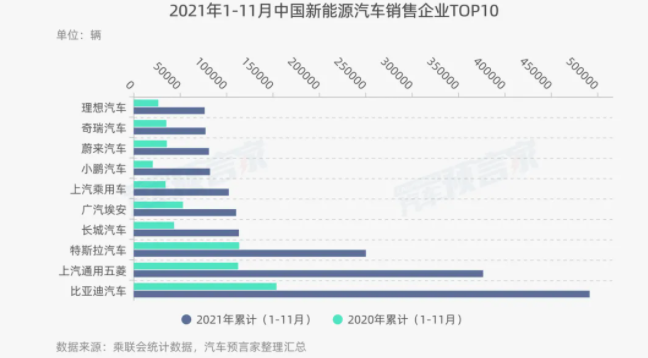 2021年1-11月中国新能源汽车销售企业TOP10
单位：辆
0 50000 100000 150000 200000 250000 300000 350000 400000 450000 500000
理想汽车
奇瑞汽车
蔚来汽车
小鹏汽车
上汽乘用车
广汽埃安
长城汽车
特斯拉汽车
上汽通用五菱
比亚迪汽车
2021年累计（1-11月） 2020年累计（1-11月）
数据来源：乘联会统计数据，汽车预言家整理汇总
汽车预言家